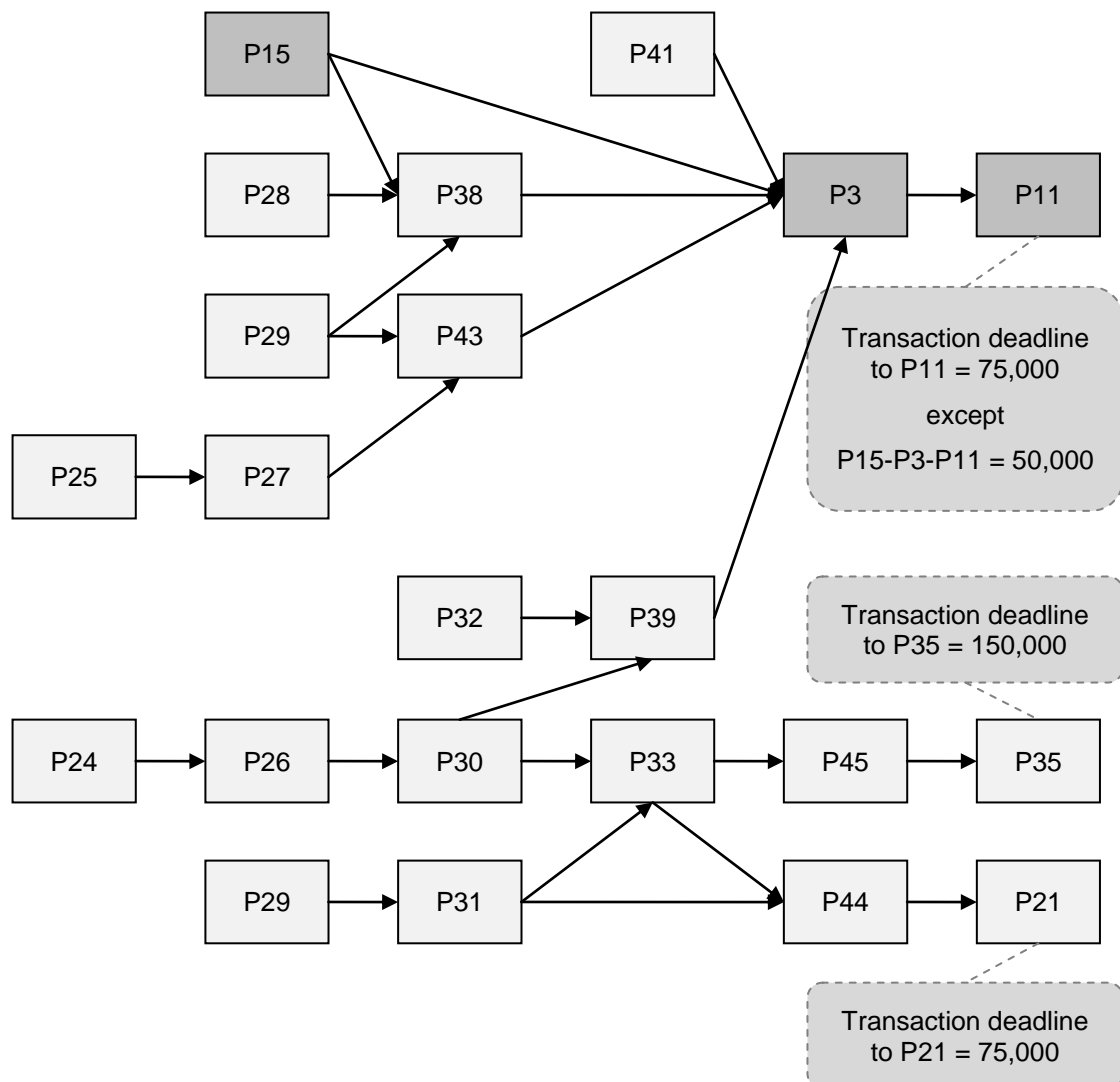 P15
P41
P28
P38
P3
P11
P29
P43
Transaction deadline
to P11 = 75,000
except
P15-P3-P11 = 50,000
P25
P27
P32
P39
Transaction deadline
to P35 = 150,000
P24
P26
P30
P33
P45
P35
P29
P31
P44
P21
Transaction deadline
to P21 = 75,000